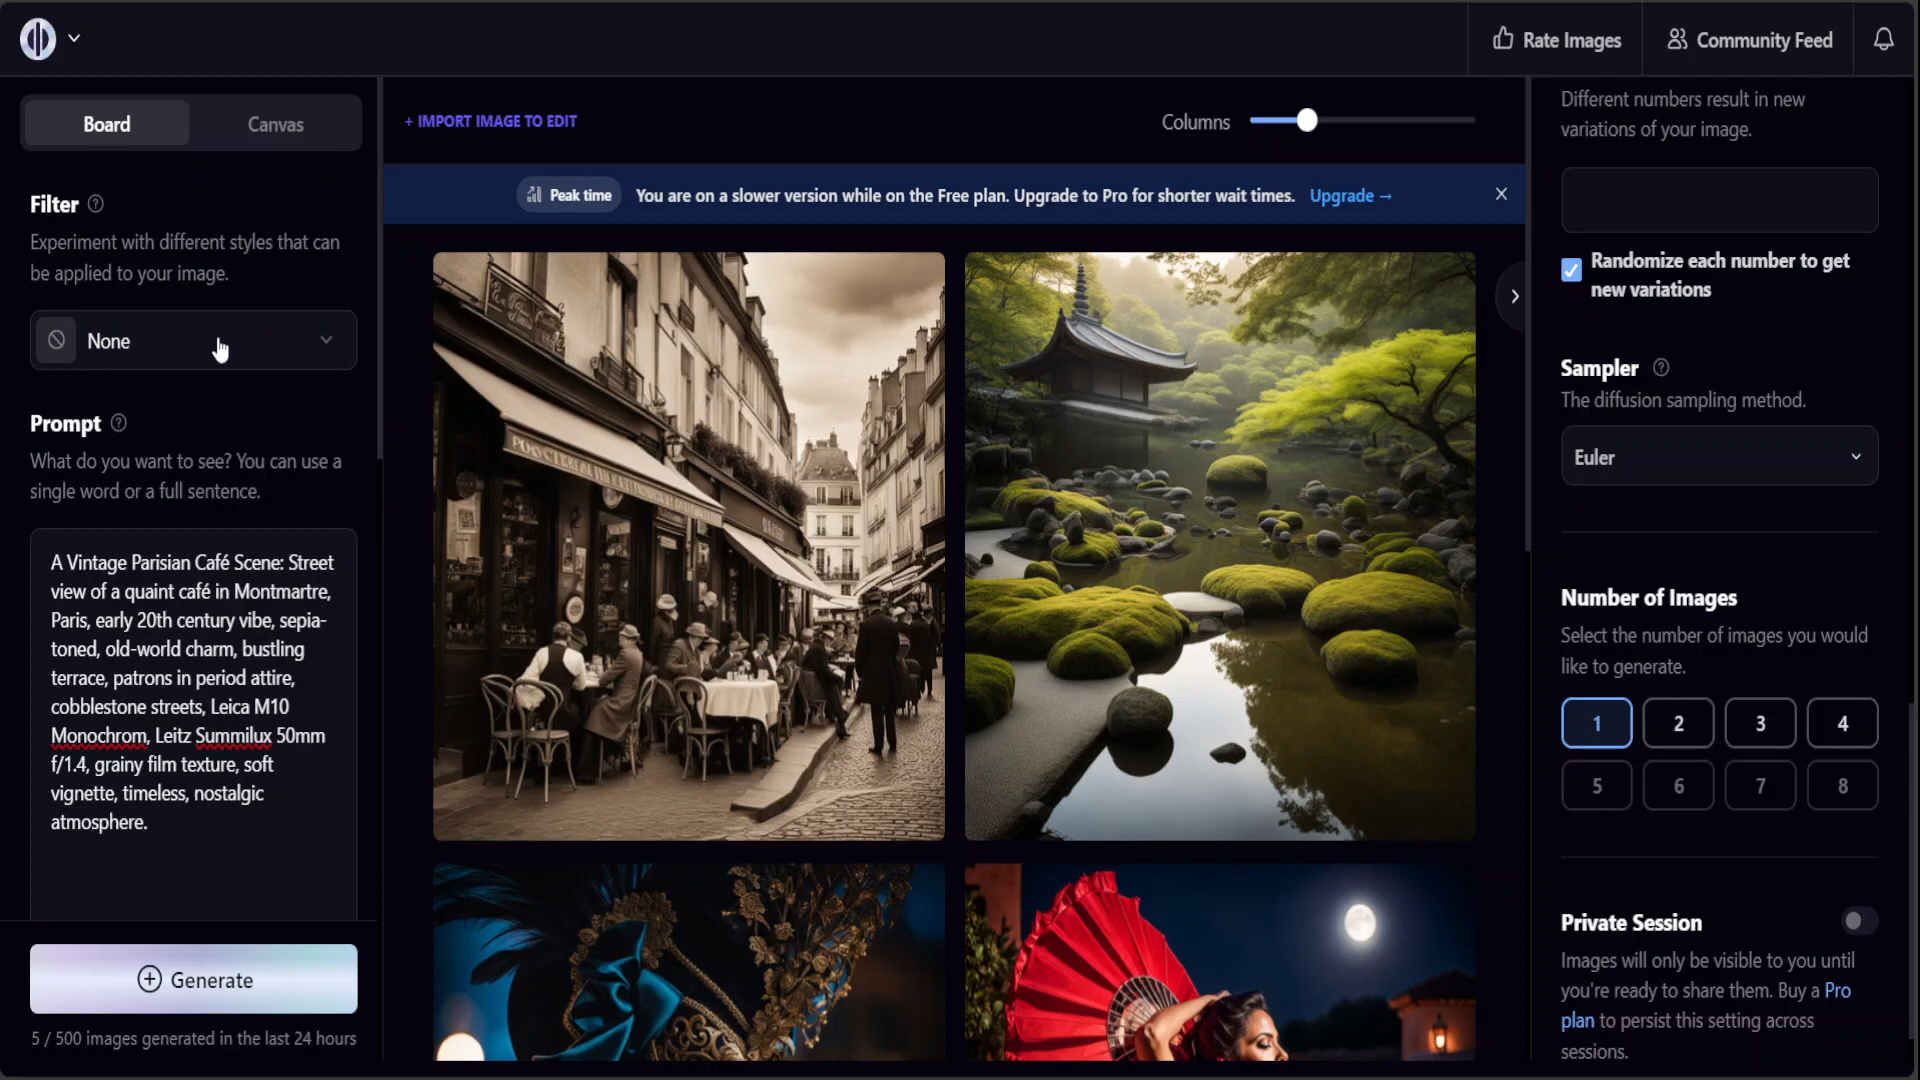 Rate Images
Community Feed
Board
Canvas
Filter
Experiment with different styles that can
be applied to your image.
None
Prompt
What do you want to see? You can use a
single word or a full sentence.
A Vintage Parisian Café Scene: Street
view of a quaint café in Montmartre,
Paris, early 20th century vibe, sepia-
toned, old-world charm, bustling
terrace, patrons in period attire,
cobblestone streets, Leica M10
Monochrom, Leitz Summilux 50mm
f/1.4, grainy film texture, soft
vignette, timeless, nostalgic
atmosphere.
Generate
5 / 500 images generated in the last 24 hours
+ IMPORT IMAGE TO EDIT
Columns
Peak time
You are on a slower version while on the Free plan. Upgrade to Pro for shorter wait times. Upgrade →
Different numbers result in new
variations of your image.
Randomize each number to get
new variations
Sampler
The diffusion sampling method.
Euler
Number of Images
Select the number of images you would
like to generate.
1 2 3 4
5 6 7 8
Private Session
Images will only be visible to you until
you're ready to share them. Buy a Pro
plan to persist this setting across
sessions.